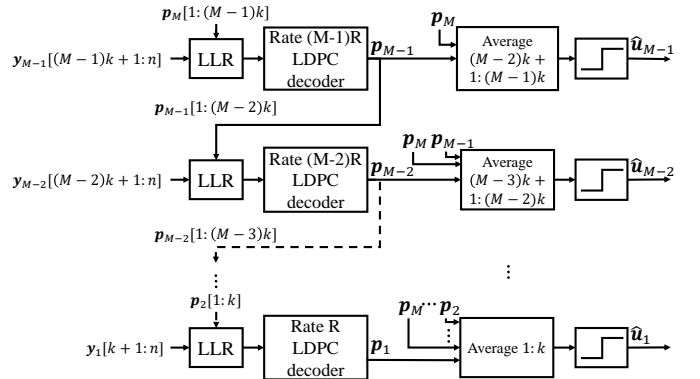 𝒑_M[1:(M−1)k]
𝒚_{M−1}[(M−1)k+1:n]
LLR
Rate (M-1)R
LDPC
decoder
𝒑_{M−1}
𝒑_M
Average
(M−2)k+
1:(M−1)k
𝒖̂_{M−1}
𝒑_{M−1}[1:(M−2)k]
𝒚_{M−2}[(M−2)k+1:n]
LLR
Rate (M-2)R
LDPC
decoder
𝒑_{M−2}
𝒑_M 𝒑_{M−1}
Average
(M−3)k+
1:(M−2)k
𝒖̂_{M−2}
𝒑_{M−2}[1:(M−3)k]
⋮
⋮
𝒑_2[1:k]
𝒚_1[k+1:n]
LLR
Rate R
LDPC
decoder
𝒑_1
𝒑_M ⋯ 𝒑_2
⋮
Average 1:k
𝒖̂_1